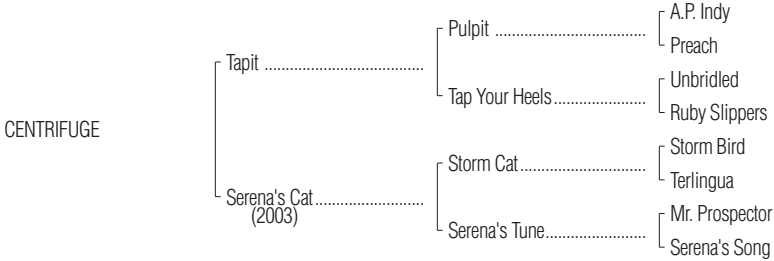 A.P. Indy
Pulpit ....................................
Preach
Tapit ......................................
Unbridled
Tap Your Heels......................
Ruby Slippers
CENTRIFUGE
Storm Bird
Storm Cat..............................
Terlingua
Serena's Cat..........................
(2003)
Mr. Prospector
Serena's Tune........................
Serena's Song